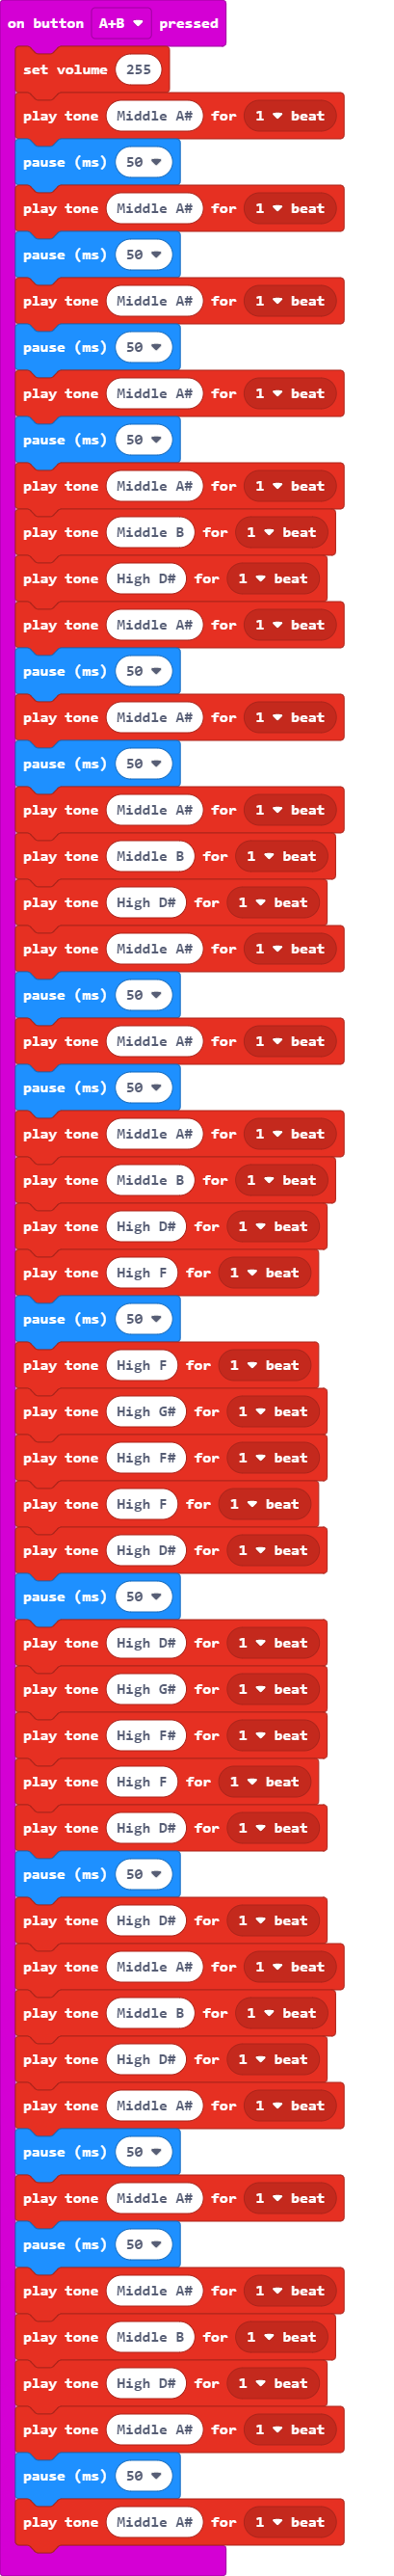 on button A+B pressed
set volume 255
play tone Middle A# for 1 beat
pause (ms) 50
play tone Middle A# for 1 beat
pause (ms) 50
play tone Middle A# for 1 beat
pause (ms) 50
play tone Middle A# for 1 beat
pause (ms) 50
play tone Middle A# for 1 beat
play tone Middle B for 1 beat
play tone High D# for 1 beat
play tone Middle A# for 1 beat
pause (ms) 50
play tone Middle A# for 1 beat
pause (ms) 50
play tone Middle A# for 1 beat
play tone Middle B for 1 beat
play tone High D# for 1 beat
play tone Middle A# for 1 beat
pause (ms) 50
play tone Middle A# for 1 beat
pause (ms) 50
play tone Middle A# for 1 beat
play tone Middle B for 1 beat
play tone High D# for 1 beat
play tone High F for 1 beat
pause (ms) 50
play tone High F for 1 beat
play tone High G# for 1 beat
play tone High F# for 1 beat
play tone High F for 1 beat
play tone High D# for 1 beat
pause (ms) 50
play tone High D# for 1 beat
play tone High G# for 1 beat
play tone High F# for 1 beat
play tone High F for 1 beat
play tone High D# for 1 beat
pause (ms) 50
play tone High D# for 1 beat
play tone Middle A# for 1 beat
play tone Middle B for 1 beat
play tone High D# for 1 beat
play tone Middle A# for 1 beat
pause (ms) 50
play tone Middle A# for 1 beat
pause (ms) 50
play tone Middle A# for 1 beat
play tone Middle B for 1 beat
play tone High D# for 1 beat
play tone Middle A# for 1 beat
pause (ms) 50
play tone Middle A# for 1 beat